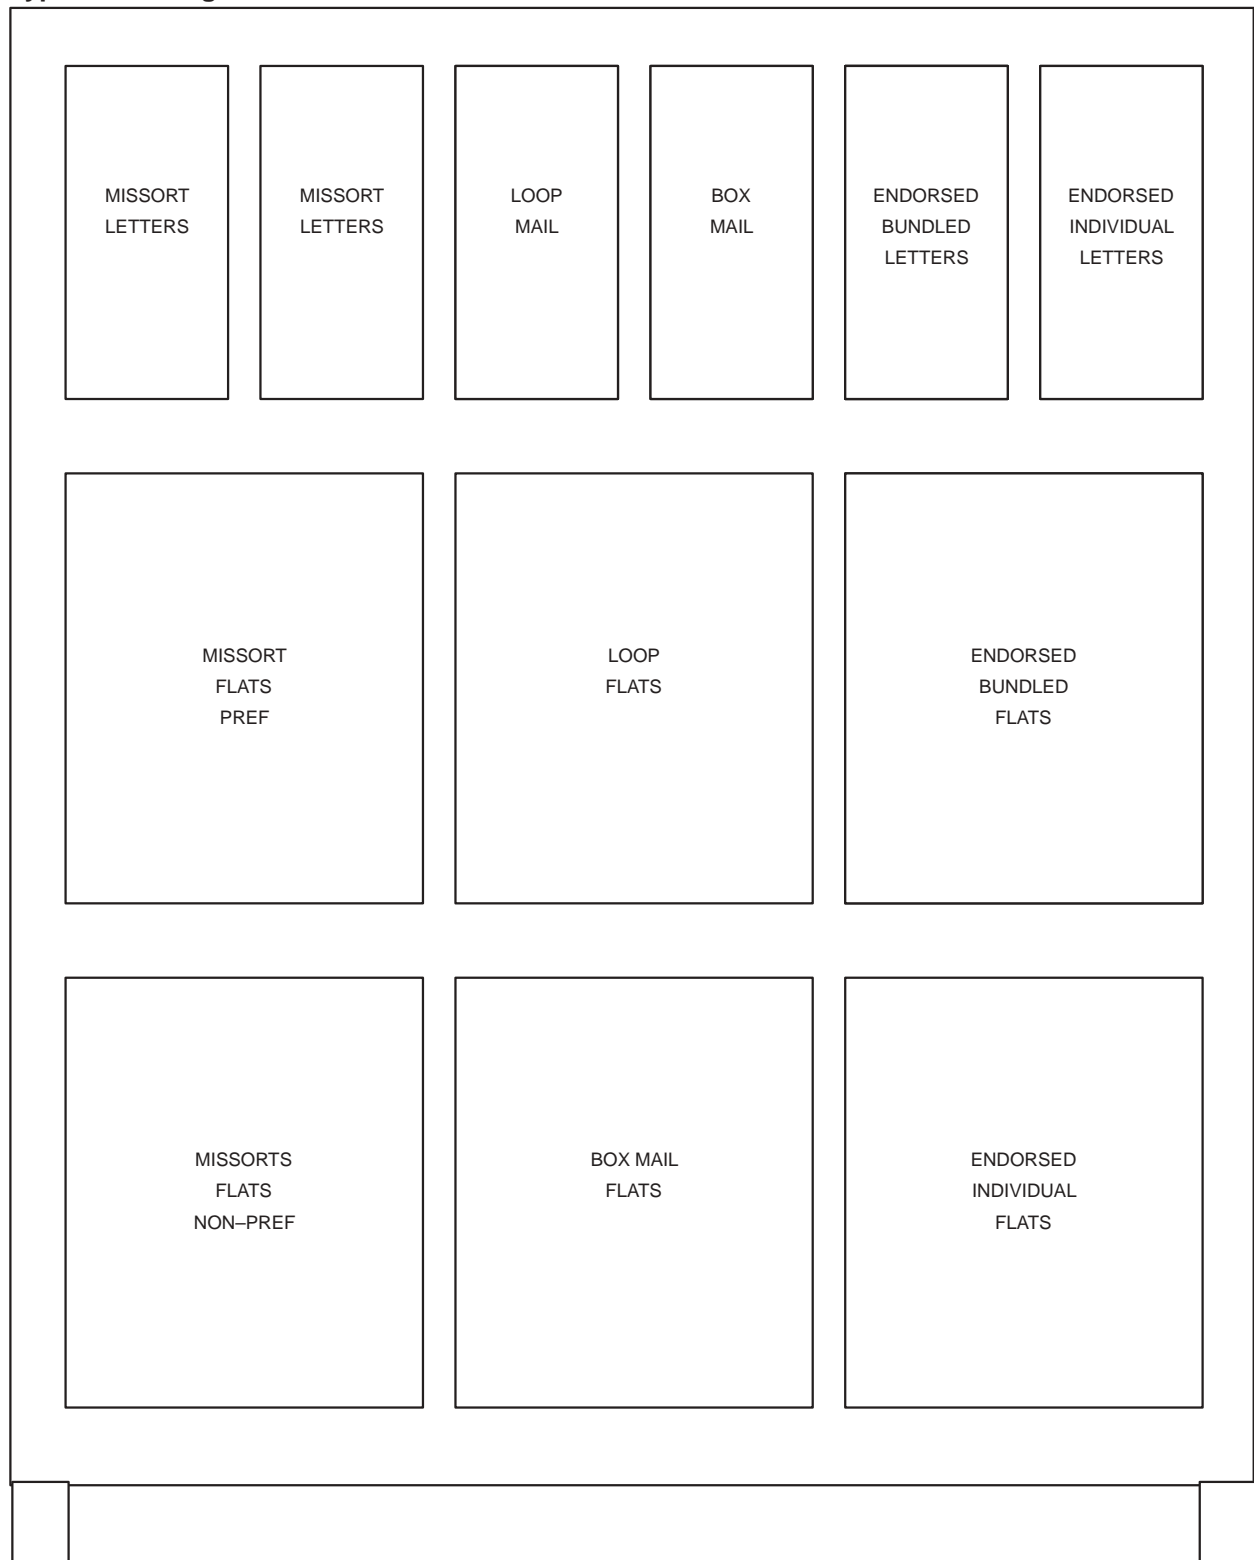 MISSORT
LETTERS
MISSORT
LETTERS
LOOP
MAIL
BOX
MAIL
ENDORSED
BUNDLED
LETTERS
ENDORSED
INDIVIDUAL
LETTERS
MISSORT
FLATS
PREF
LOOP
FLATS
ENDORSED
BUNDLED
FLATS
MISSORTS
FLATS
NON–PREF
BOX MAIL
FLATS
ENDORSED
INDIVIDUAL
FLATS